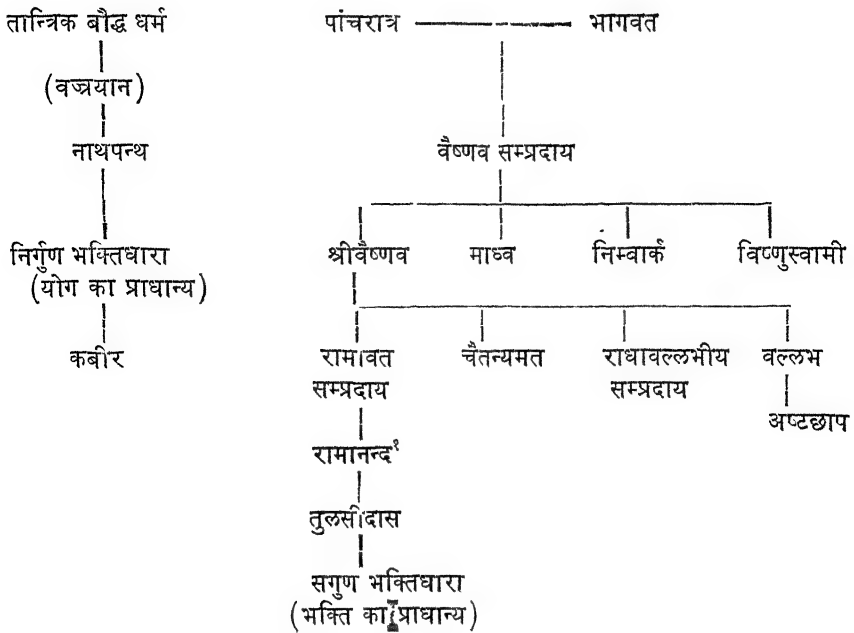 तान्त्रिक बौद्ध धर्म
(वज्रयान)
नाथपन्थ
निर्गुण भक्तिधारा
(योग का प्राधान्य)
कबीर
पांचरात्र
भागवत
वैष्णव सम्प्रदाय
श्रीवैष्णव
माध्व
निम्वार्क
विष्णुस्वामी
रामावत
सम्प्रदाय
चैतन्यमत
राधावल्लभीय
सम्प्रदाय
वल्लभ
अष्टछाप
रामानन्द¹
तुलसीदास
सगुण भक्तिधारा
(भक्ति का प्राधान्य)